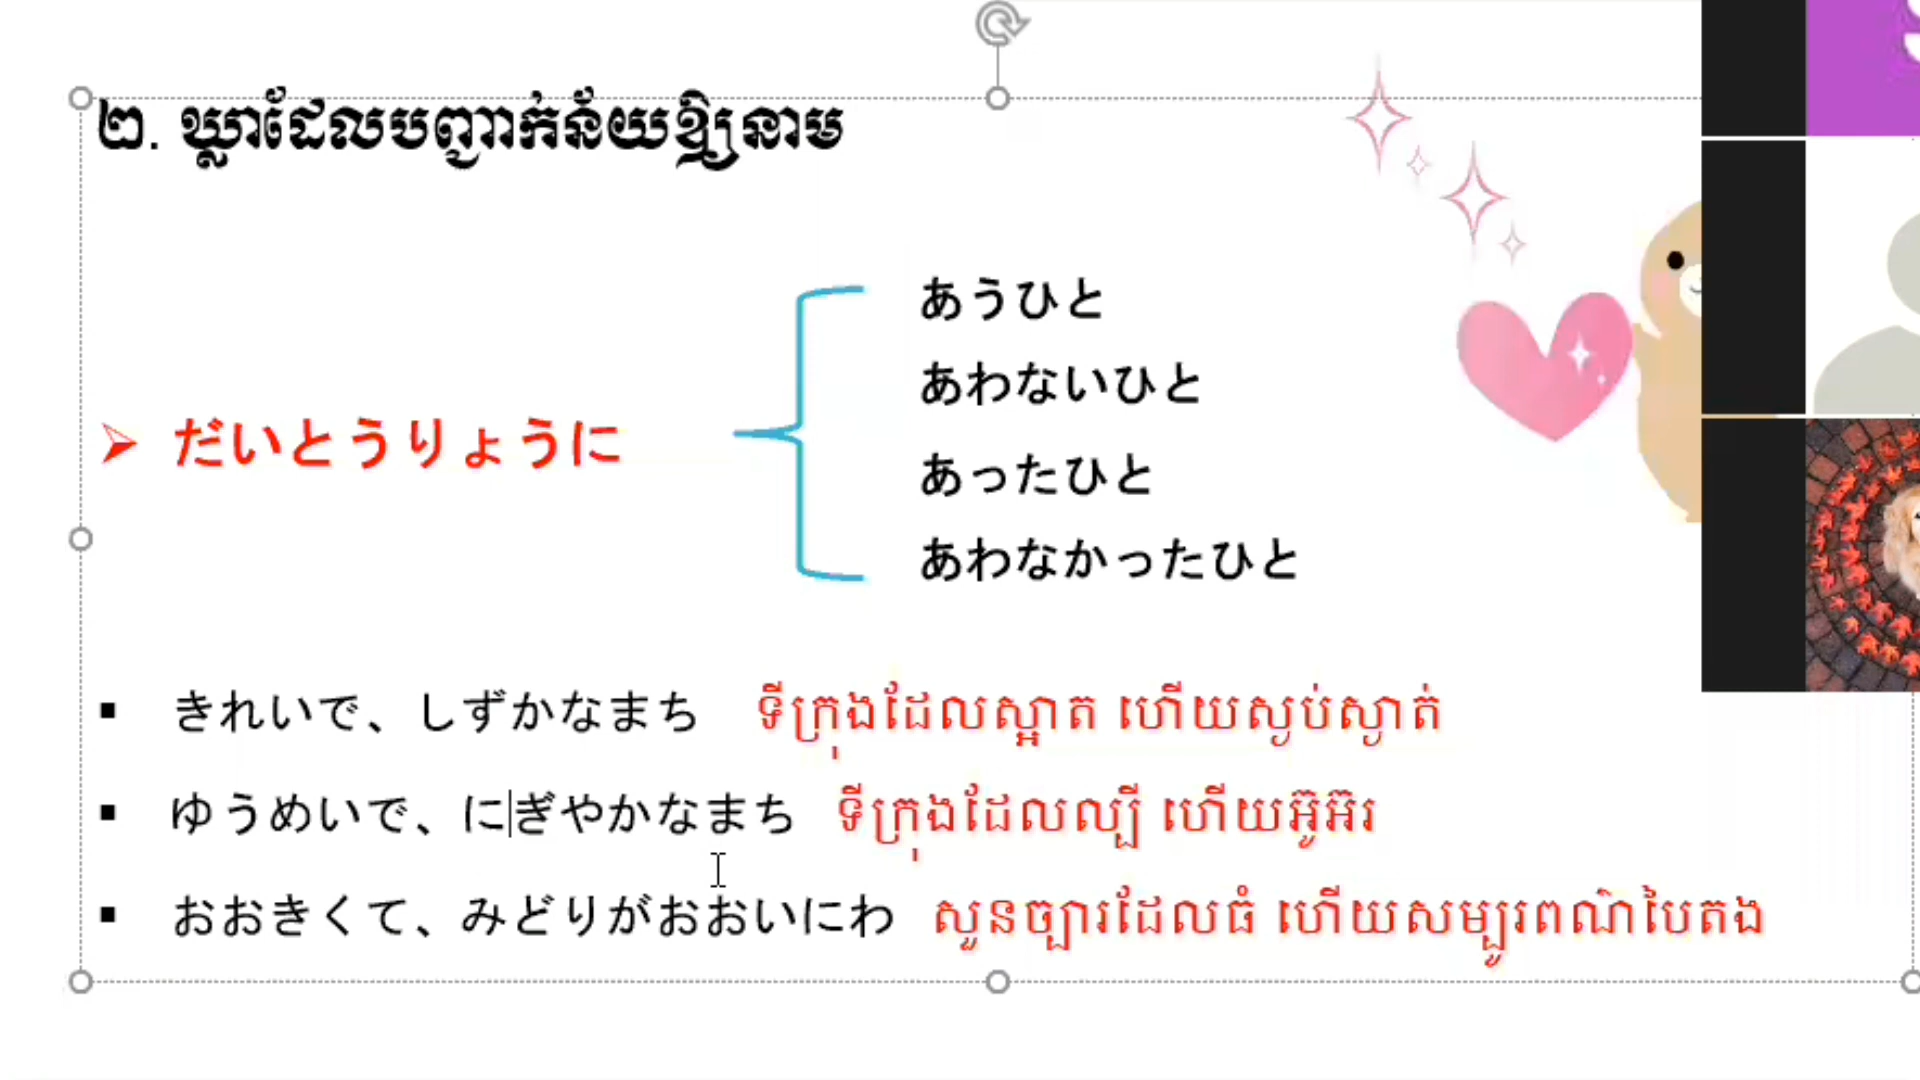 ២. ឃ្លាដែលបញ្ជាក់ន័យឱ្យនាម
あうひと
あわないひと
➢ だいとうりょうに
あったひと
あわなかったひと
▪ きれいで、しずかなまち ទីក្រុងដែលស្អាត ហើយស្ងប់ស្ងាត់
▪ ゆうめいで、にぎやかなまち ទីក្រុងដែលល្បី ហើយអ៊ូអរ
▪ おおきくて、みどりがおおいにわ សួនច្បារដែលធំ ហើយសម្បូរពណ៌បៃតង